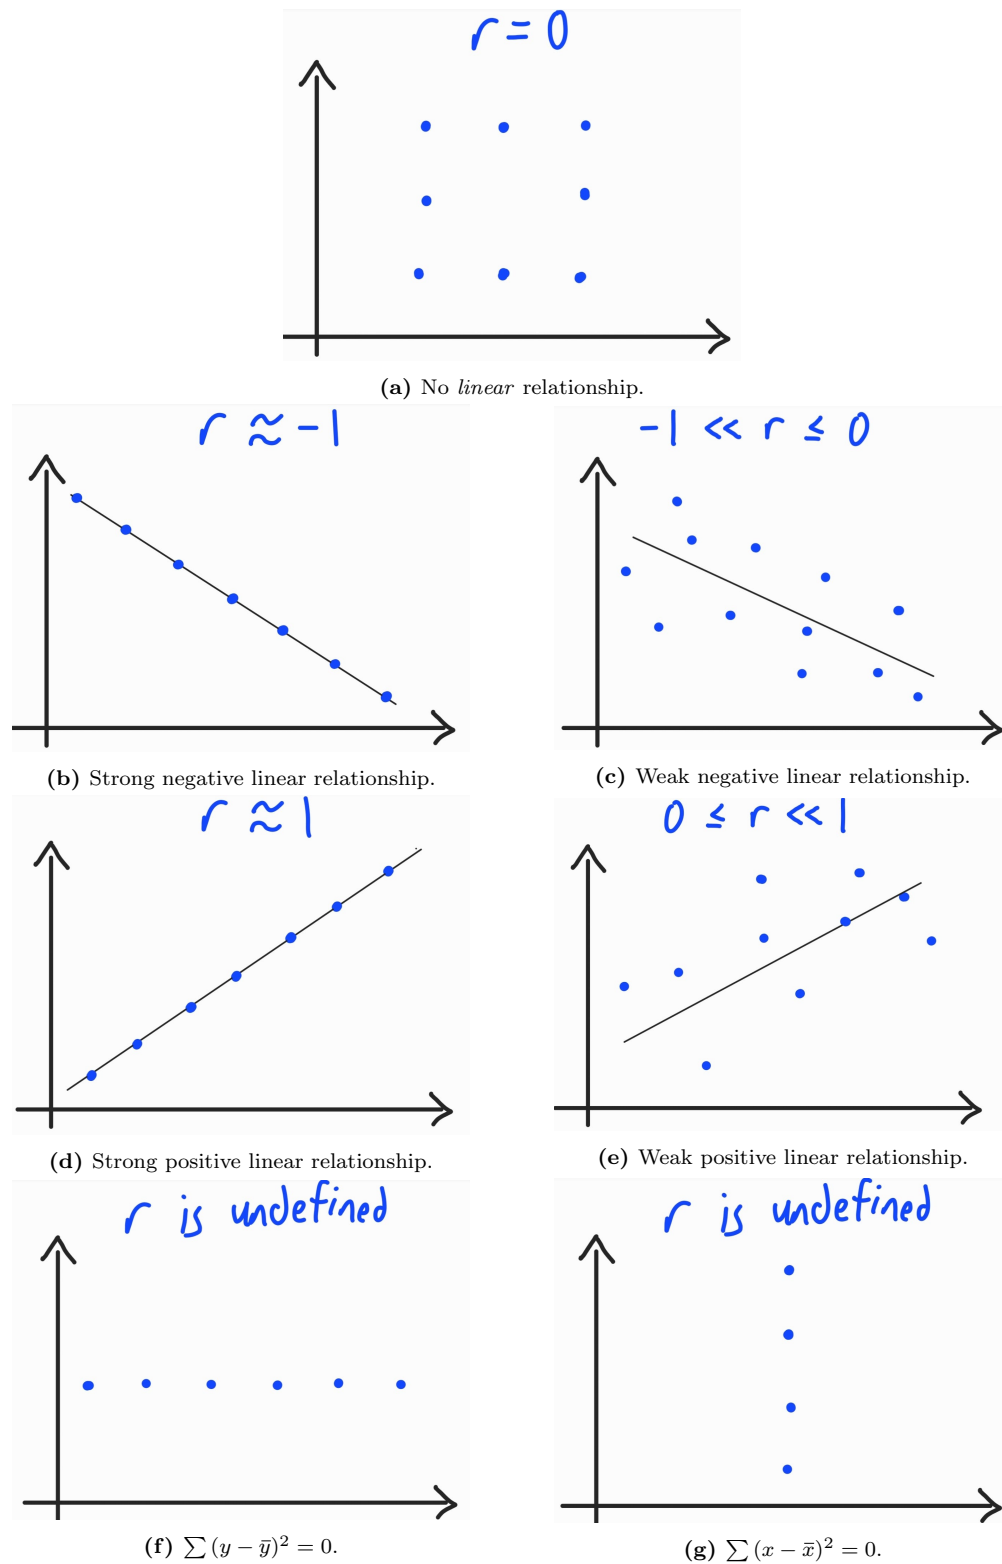 r = 0
(a) No linear relationship.
r ≈ -1
-1 << r ≤ 0
(b) Strong negative linear relationship.
(c) Weak negative linear relationship.
r ≈ 1
0 ≤ r << 1
(d) Strong positive linear relationship.
(e) Weak positive linear relationship.
r is undefined
r is undefined
(f) ∑ (y − ȳ)² = 0.
(g) ∑ (x − x̄)² = 0.